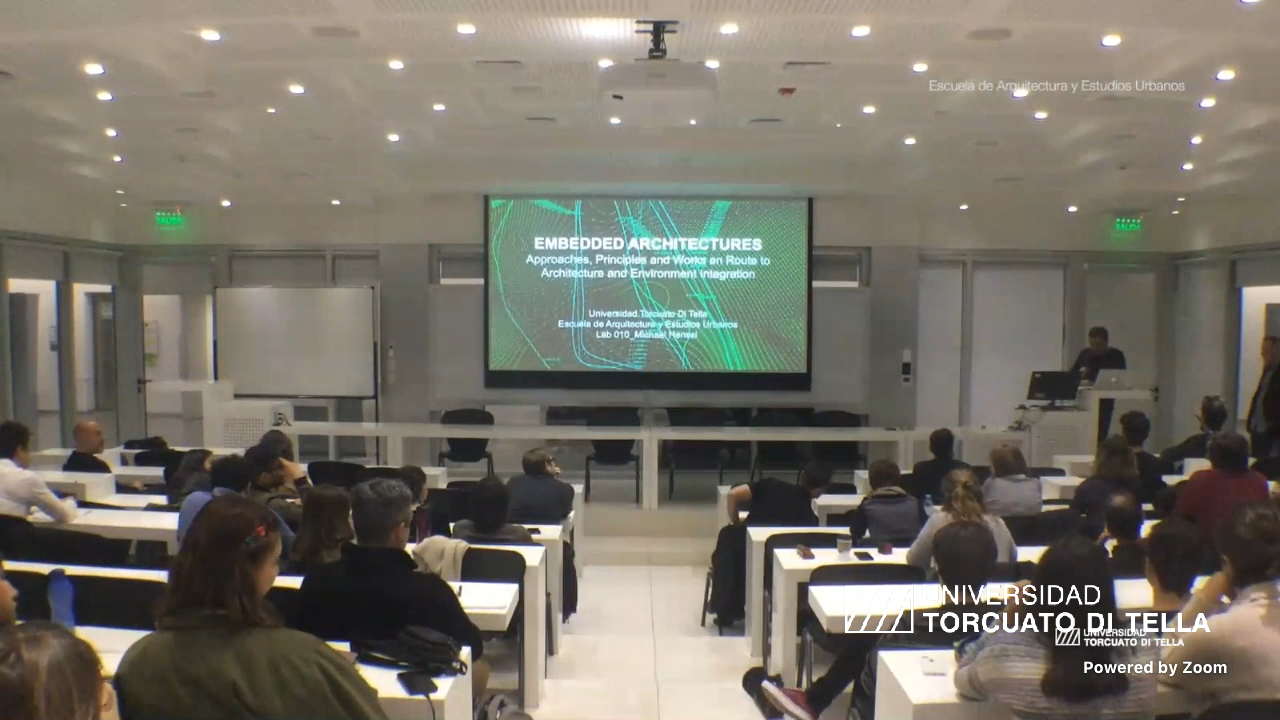 Escuela de Arquitectura y Estudios Urbanos
SALIDA
SALIDA
EMBEDDED ARCHITECTURES
Approaches, Principles and Works en Route to
Architecture and Environment Integration
Universidad Torcuato Di Tella
Escuela de Arquitectura y Estudios Urbanos
Lab 010_Michael Hensel
UNIVERSIDAD
TORCUATO DI TELLA
UNIVERSIDAD
TORCUATO DI TELLA
Powered by Zoom